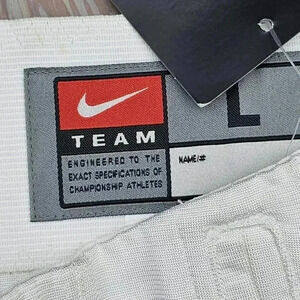 TEAM
L
ENGINEERED TO THE
EXACT SPECIFICATIONS OF
CHAMPIONSHIP ATHLETES
NAME/#